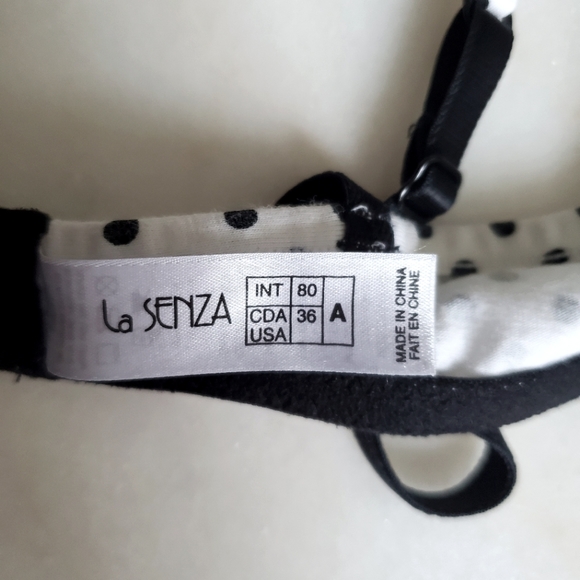 La SENZA
INT 80
CDA 36 A
USA
MADE IN CHINA
FAIT EN CHINE